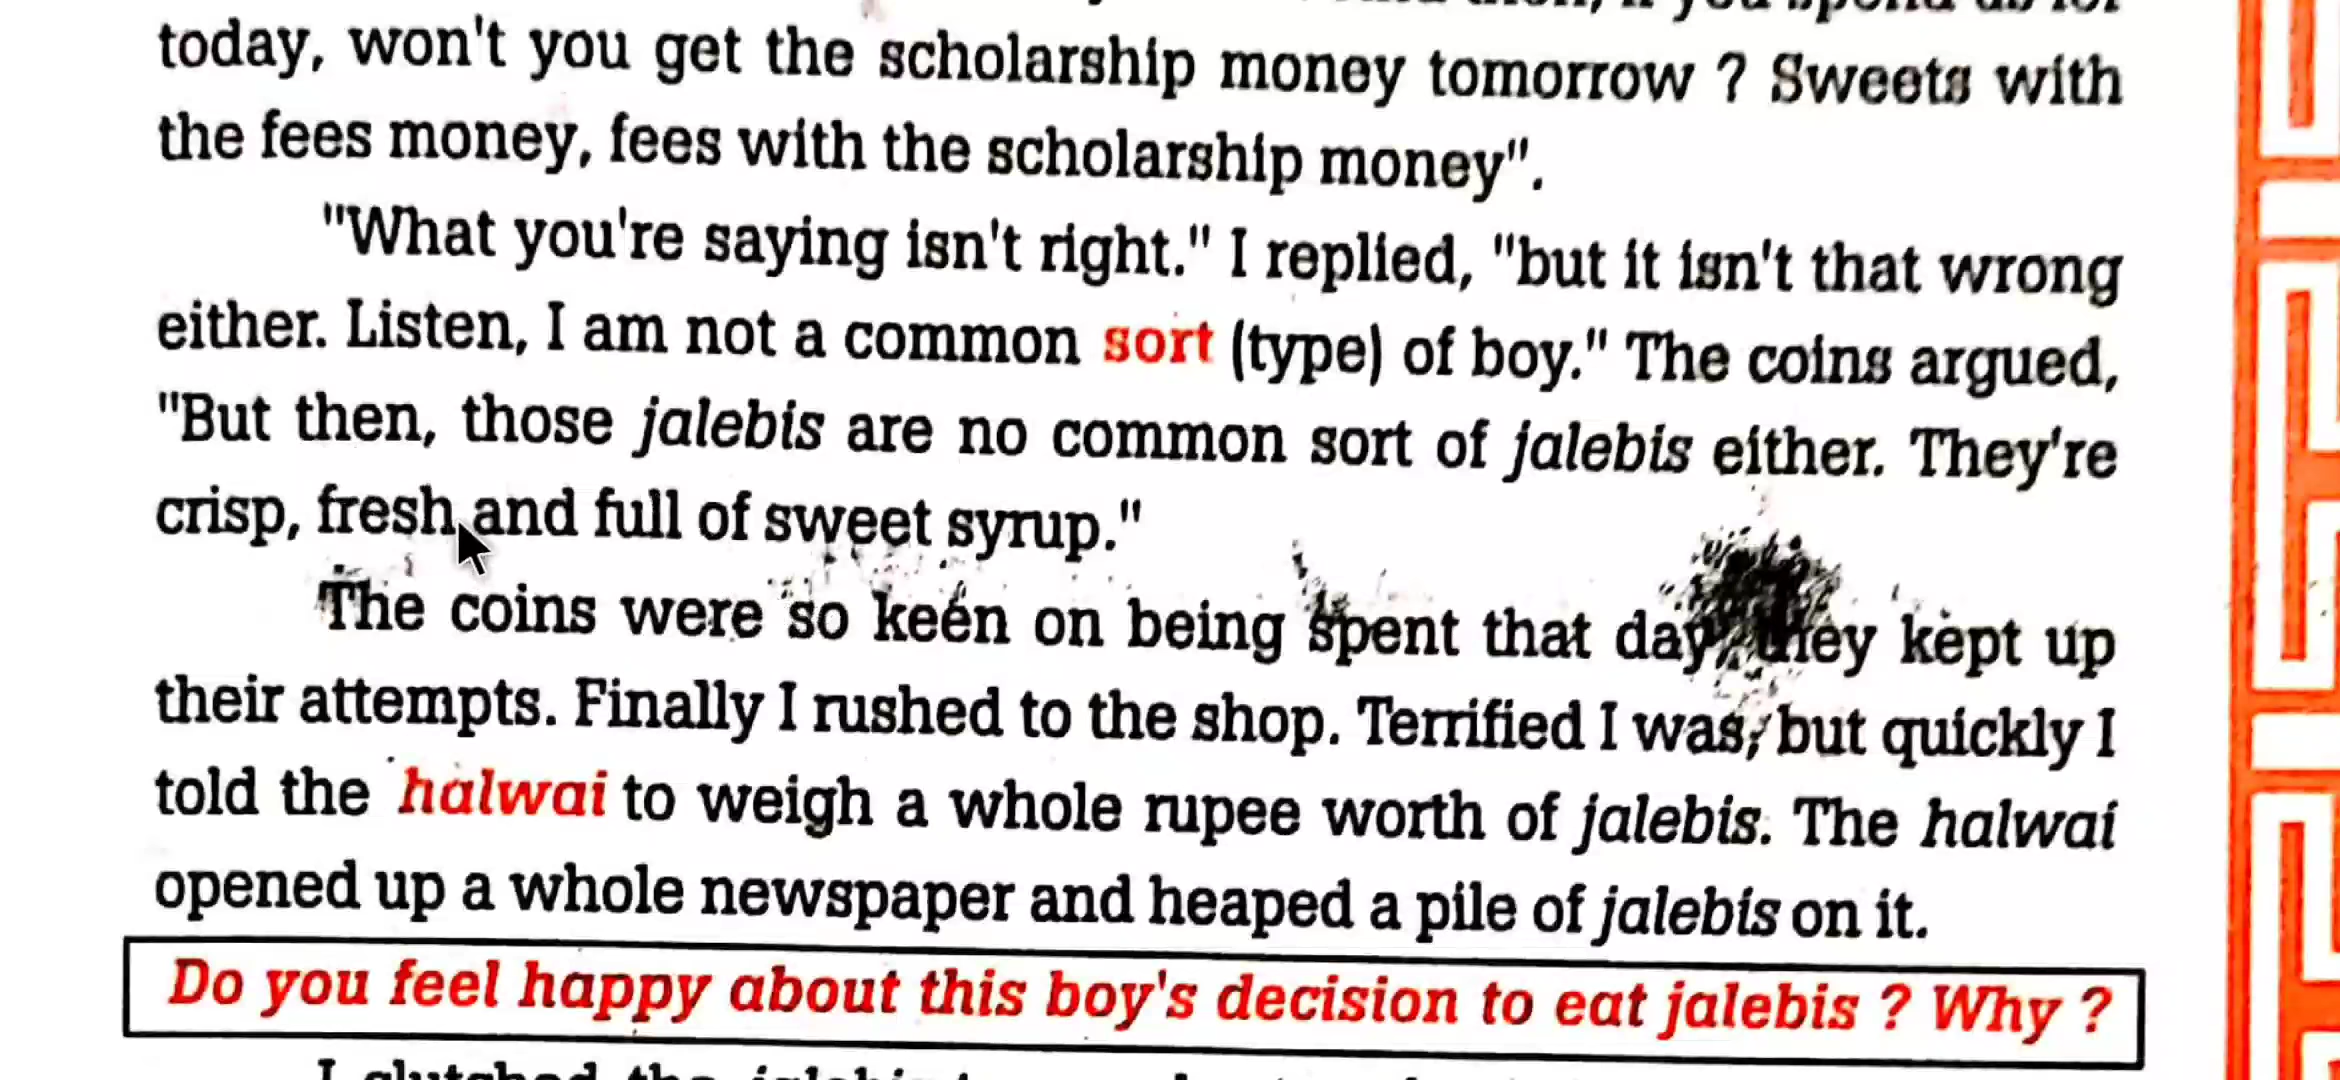 today, won't you get the scholarship money tomorrow ? Sweets with
the fees money, fees with the scholarship money".
"What you're saying isn't right." I replied, "but it isn't that wrong
either. Listen, I am not a common sort (type) of boy." The coins argued,
"But then, those jalebis are no common sort of jalebis either. They're
crisp, fresh and full of sweet syrup."
The coins were so keen on being spent that day, they kept up
their attempts. Finally I rushed to the shop. Terrified I was, but quickly I
told the halwai to weigh a whole rupee worth of jalebis. The halwai
opened up a whole newspaper and heaped a pile of jalebis on it.
Do you feel happy about this boy's decision to eat jalebis ? Why ?